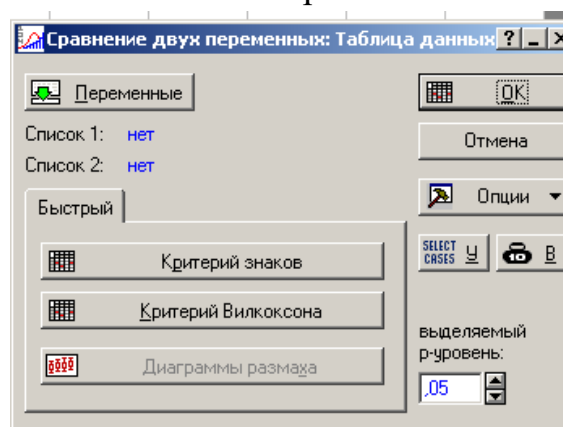 Сравнение двух переменных: Таблица данных
Переменные
OK
Список 1: нет
Отмена
Список 2: нет
Опции
Быстрый
SELECT CASES У В
Критерий знаков
Критерий Вилкоксона
выделяемый
p-уровень:
Диаграммы размаха
,05